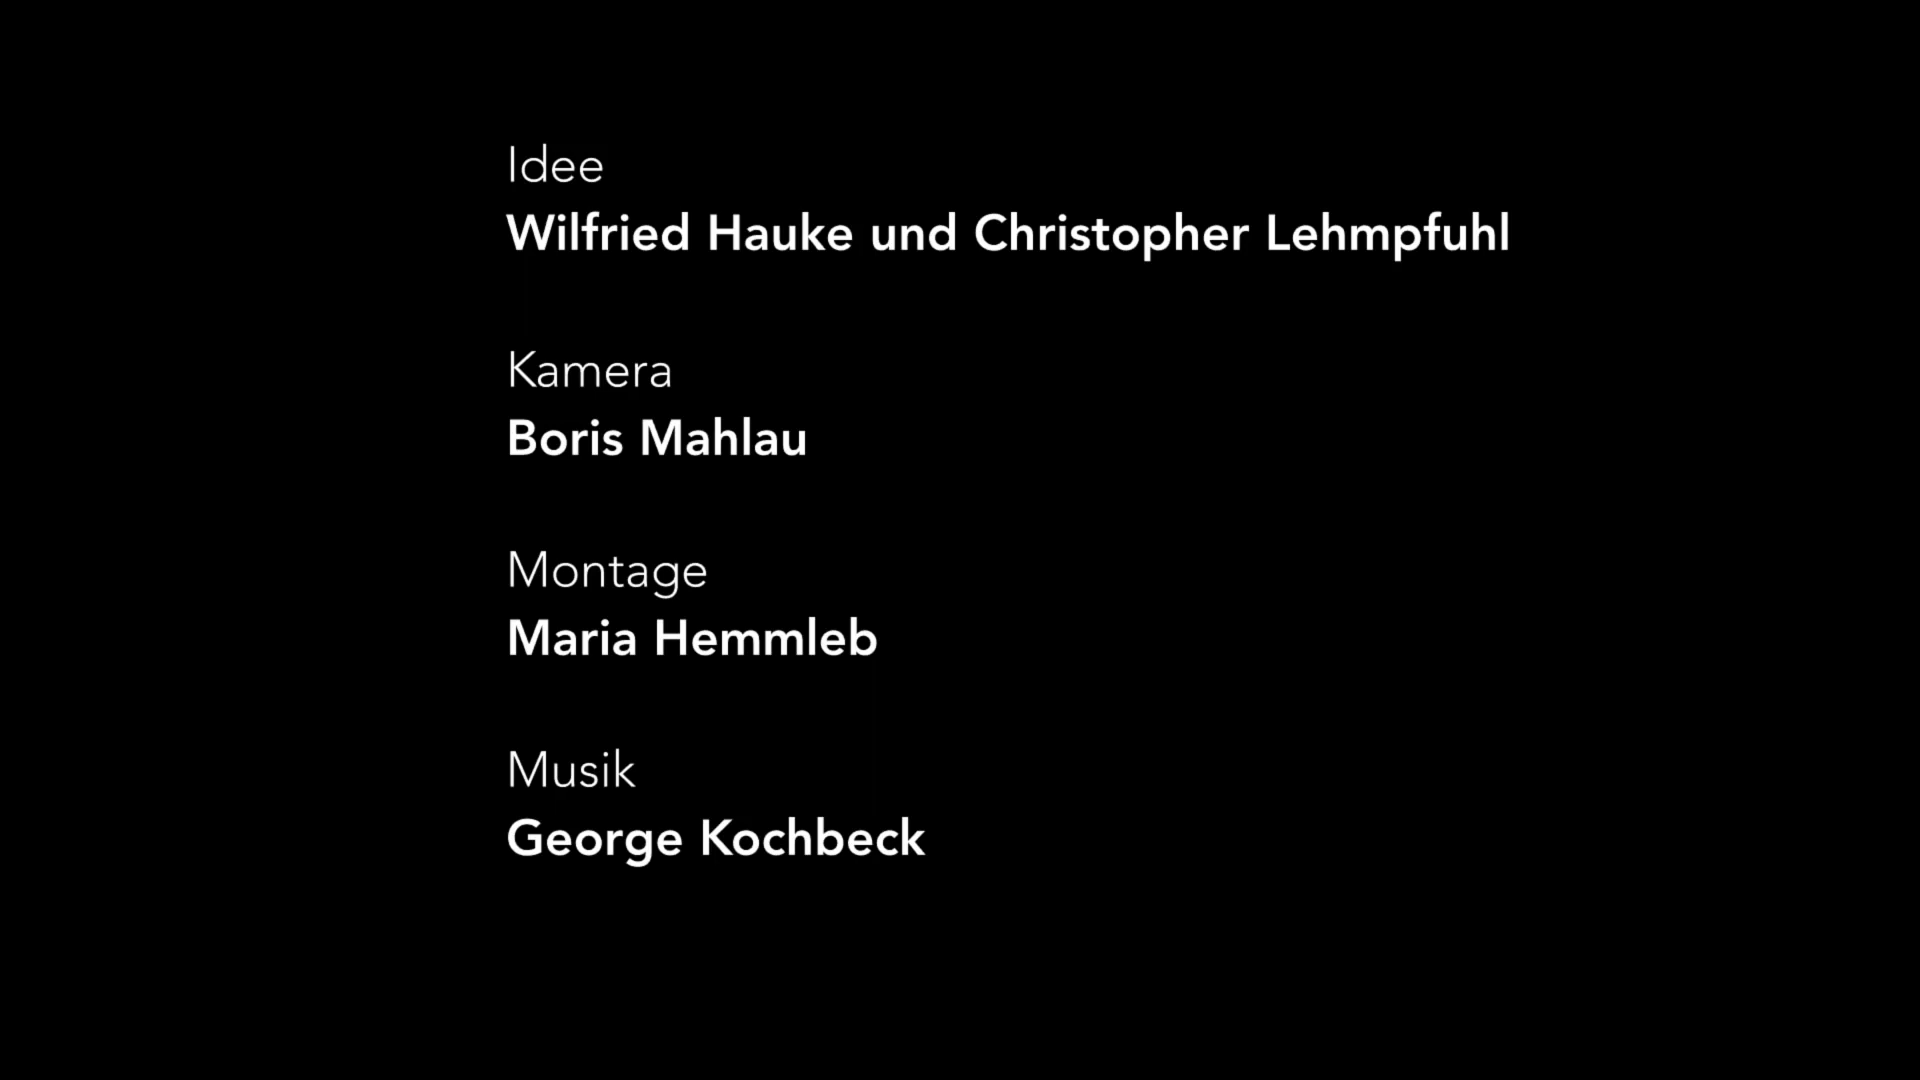 Idee
Wilfried Hauke und Christopher Lehmpfuhl
Kamera
Boris Mahlau
Montage
Maria Hemmleb
Musik
George Kochbeck